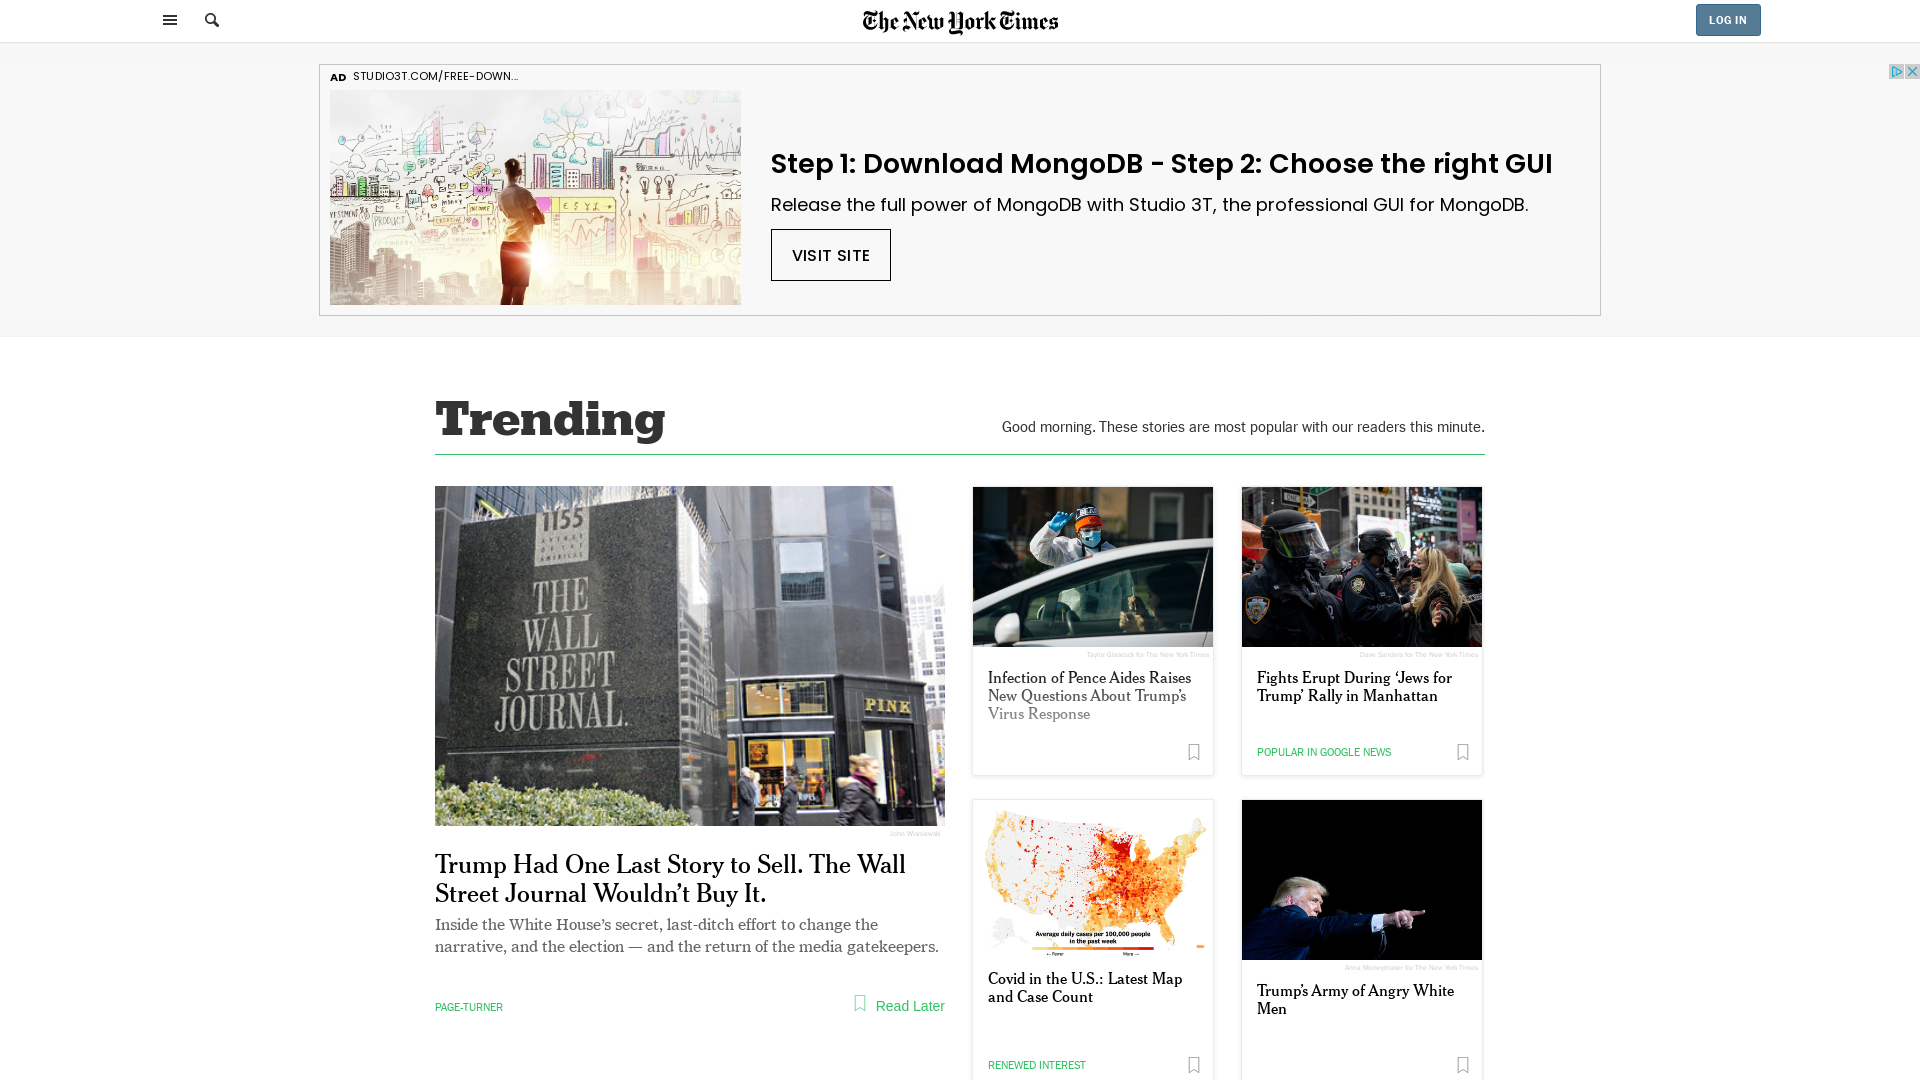 The New York Times
LOG IN
AD STUDIO3T.COM/FREE-DOWN...
Step 1: Download MongoDB - Step 2: Choose the right GUI
Release the full power of MongoDB with Studio 3T, the professional GUI for MongoDB.
VISIT SITE
Trending
Good morning. These stories are most popular with our readers this minute.
1155
AVENUE
OF THE
AMERICAS
THE
WALL
STREET
JOURNAL.
PINK
John Wisniewski
Trump Had One Last Story to Sell. The Wall
Street Journal Wouldn’t Buy It.
Inside the White House’s secret, last-ditch effort to change the
narrative, and the election — and the return of the media gatekeepers.
PAGE-TURNER
Read Later
Taylor Glascock for The New York Times
Infection of Pence Aides Raises
New Questions About Trump’s
Virus Response
Dave Sanders for The New York Times
Fights Erupt During ‘Jews for
Trump’ Rally in Manhattan
POPULAR IN GOOGLE NEWS
Average daily cases per 100,000 people
in the past week
← Fewer More →
Covid in the U.S.: Latest Map
and Case Count
RENEWED INTEREST
Anna Moneymaker for The New York Times
Trump’s Army of Angry White
Men